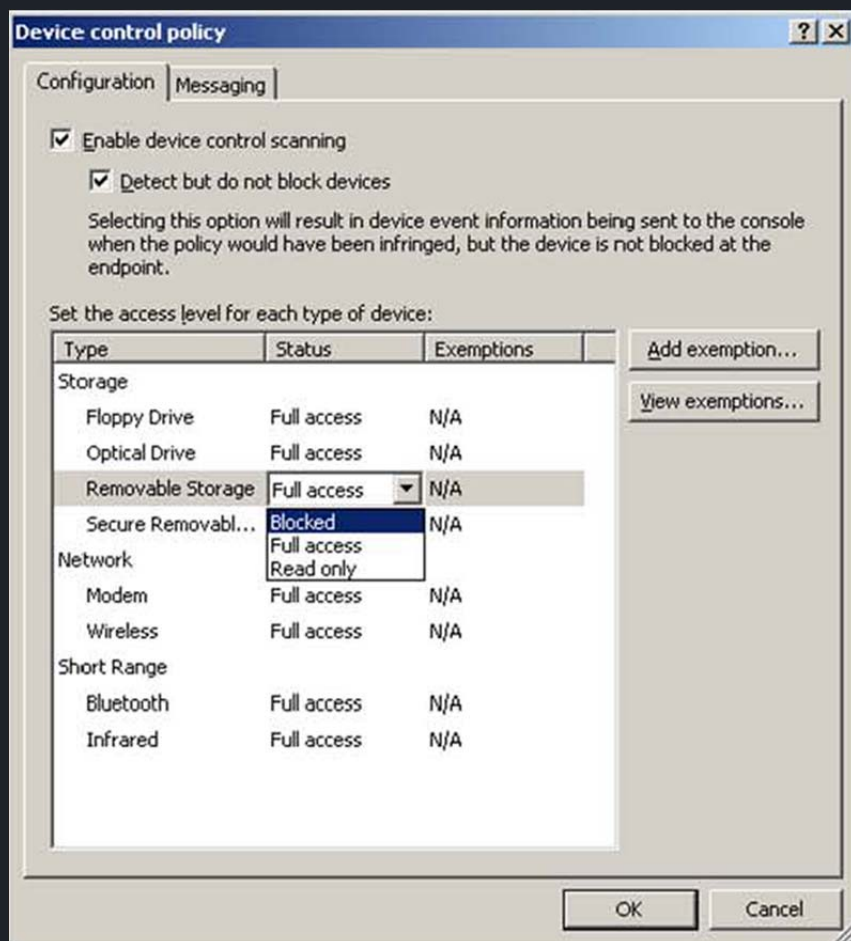 Device control policy
Configuration
Messaging
Enable device control scanning
Detect but do not block devices
Selecting this option will result in device event information being sent to the console
when the policy would have been infringed, but the device is not blocked at the
endpoint.
Set the access level for each type of device:
Type Status Exemptions
Add exemption...
View exemptions...
Storage
Floppy Drive Full access N/A
Optical Drive Full access N/A
Removable Storage Full access N/A
Secure Removabl... N/A
Blocked
Full access
Read only
Network
Modem Full access N/A
Wireless Full access N/A
Short Range
Bluetooth Full access N/A
Infrared Full access N/A
OK
Cancel